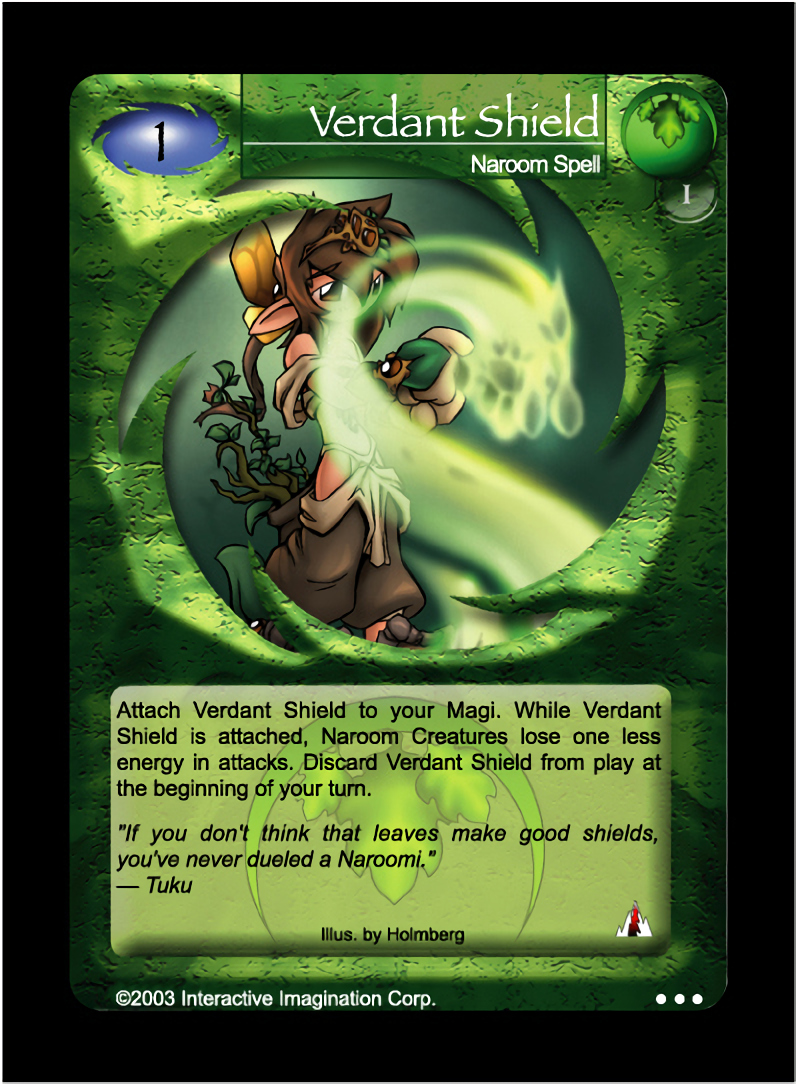 1
Verdant Shield
Naroom Spell
I
Attach Verdant Shield to your Magi. While Verdant
Shield is attached, Naroom Creatures lose one less
energy in attacks. Discard Verdant Shield from play at
the beginning of your turn.
"If you don't think that leaves make good shields,
you've never dueled a Naroomi."
— Tuku
Illus. by Holmberg
©2003 Interactive Imagination Corp.